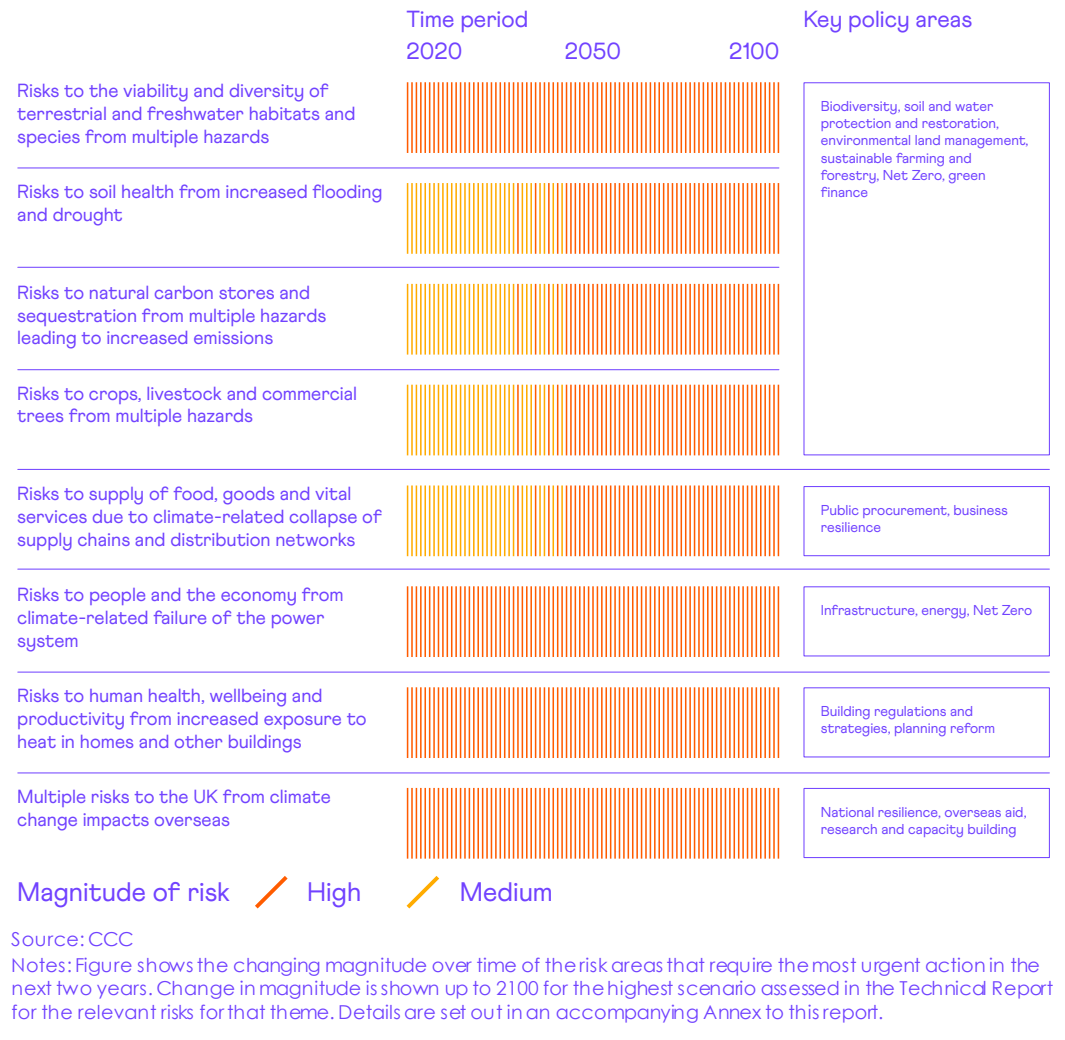 Time period
Key policy areas
2020
2050
2100
Risks to the viability and diversity of
terrestrial and freshwater habitats and
species from multiple hazards
Biodiversity, soil and water
protection and restoration,
environmental land management,
sustainable farming and
forestry, Net Zero, green
finance
Risks to soil health from increased flooding
and drought
Risks to natural carbon stores and
sequestration from multiple hazards
leading to increased emissions
Risks to crops, livestock and commercial
trees from multiple hazards
Risks to supply of food, goods and vital
services due to climate-related collapse of
supply chains and distribution networks
Public procurement, business
resilience
Risks to people and the economy from
climate-related failure of the power
system
Infrastructure, energy, Net Zero
Risks to human health, wellbeing and
productivity from increased exposure to
heat in homes and other buildings
Building regulations and
strategies, planning reform
Multiple risks to the UK from climate
change impacts overseas
National resilience, overseas aid,
research and capacity building
Magnitude of risk
High
Medium
Source: CCC
Notes: Figure shows the changing magnitude over time of the risk areas that require the most urgent action in the
next two years. Change in magnitude is shown up to 2100 for the highest scenario assessed in the Technical Report
for the relevant risks for that theme. Details are set out in an accompanying Annex to this report.